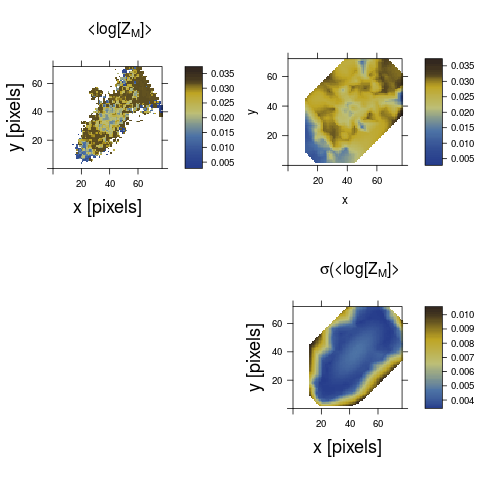 <log[Z_M]>
y [pixels]
60
40
20
20 40 60
x [pixels]
0.035
0.030
0.025
0.020
0.015
0.010
0.005
y
60
40
20
20 40 60
x
0.035
0.030
0.025
0.020
0.015
0.010
0.005
σ(<log[Z_M]>
y [pixels]
60
40
20
20 40 60
x [pixels]
0.010
0.009
0.008
0.007
0.006
0.005
0.004